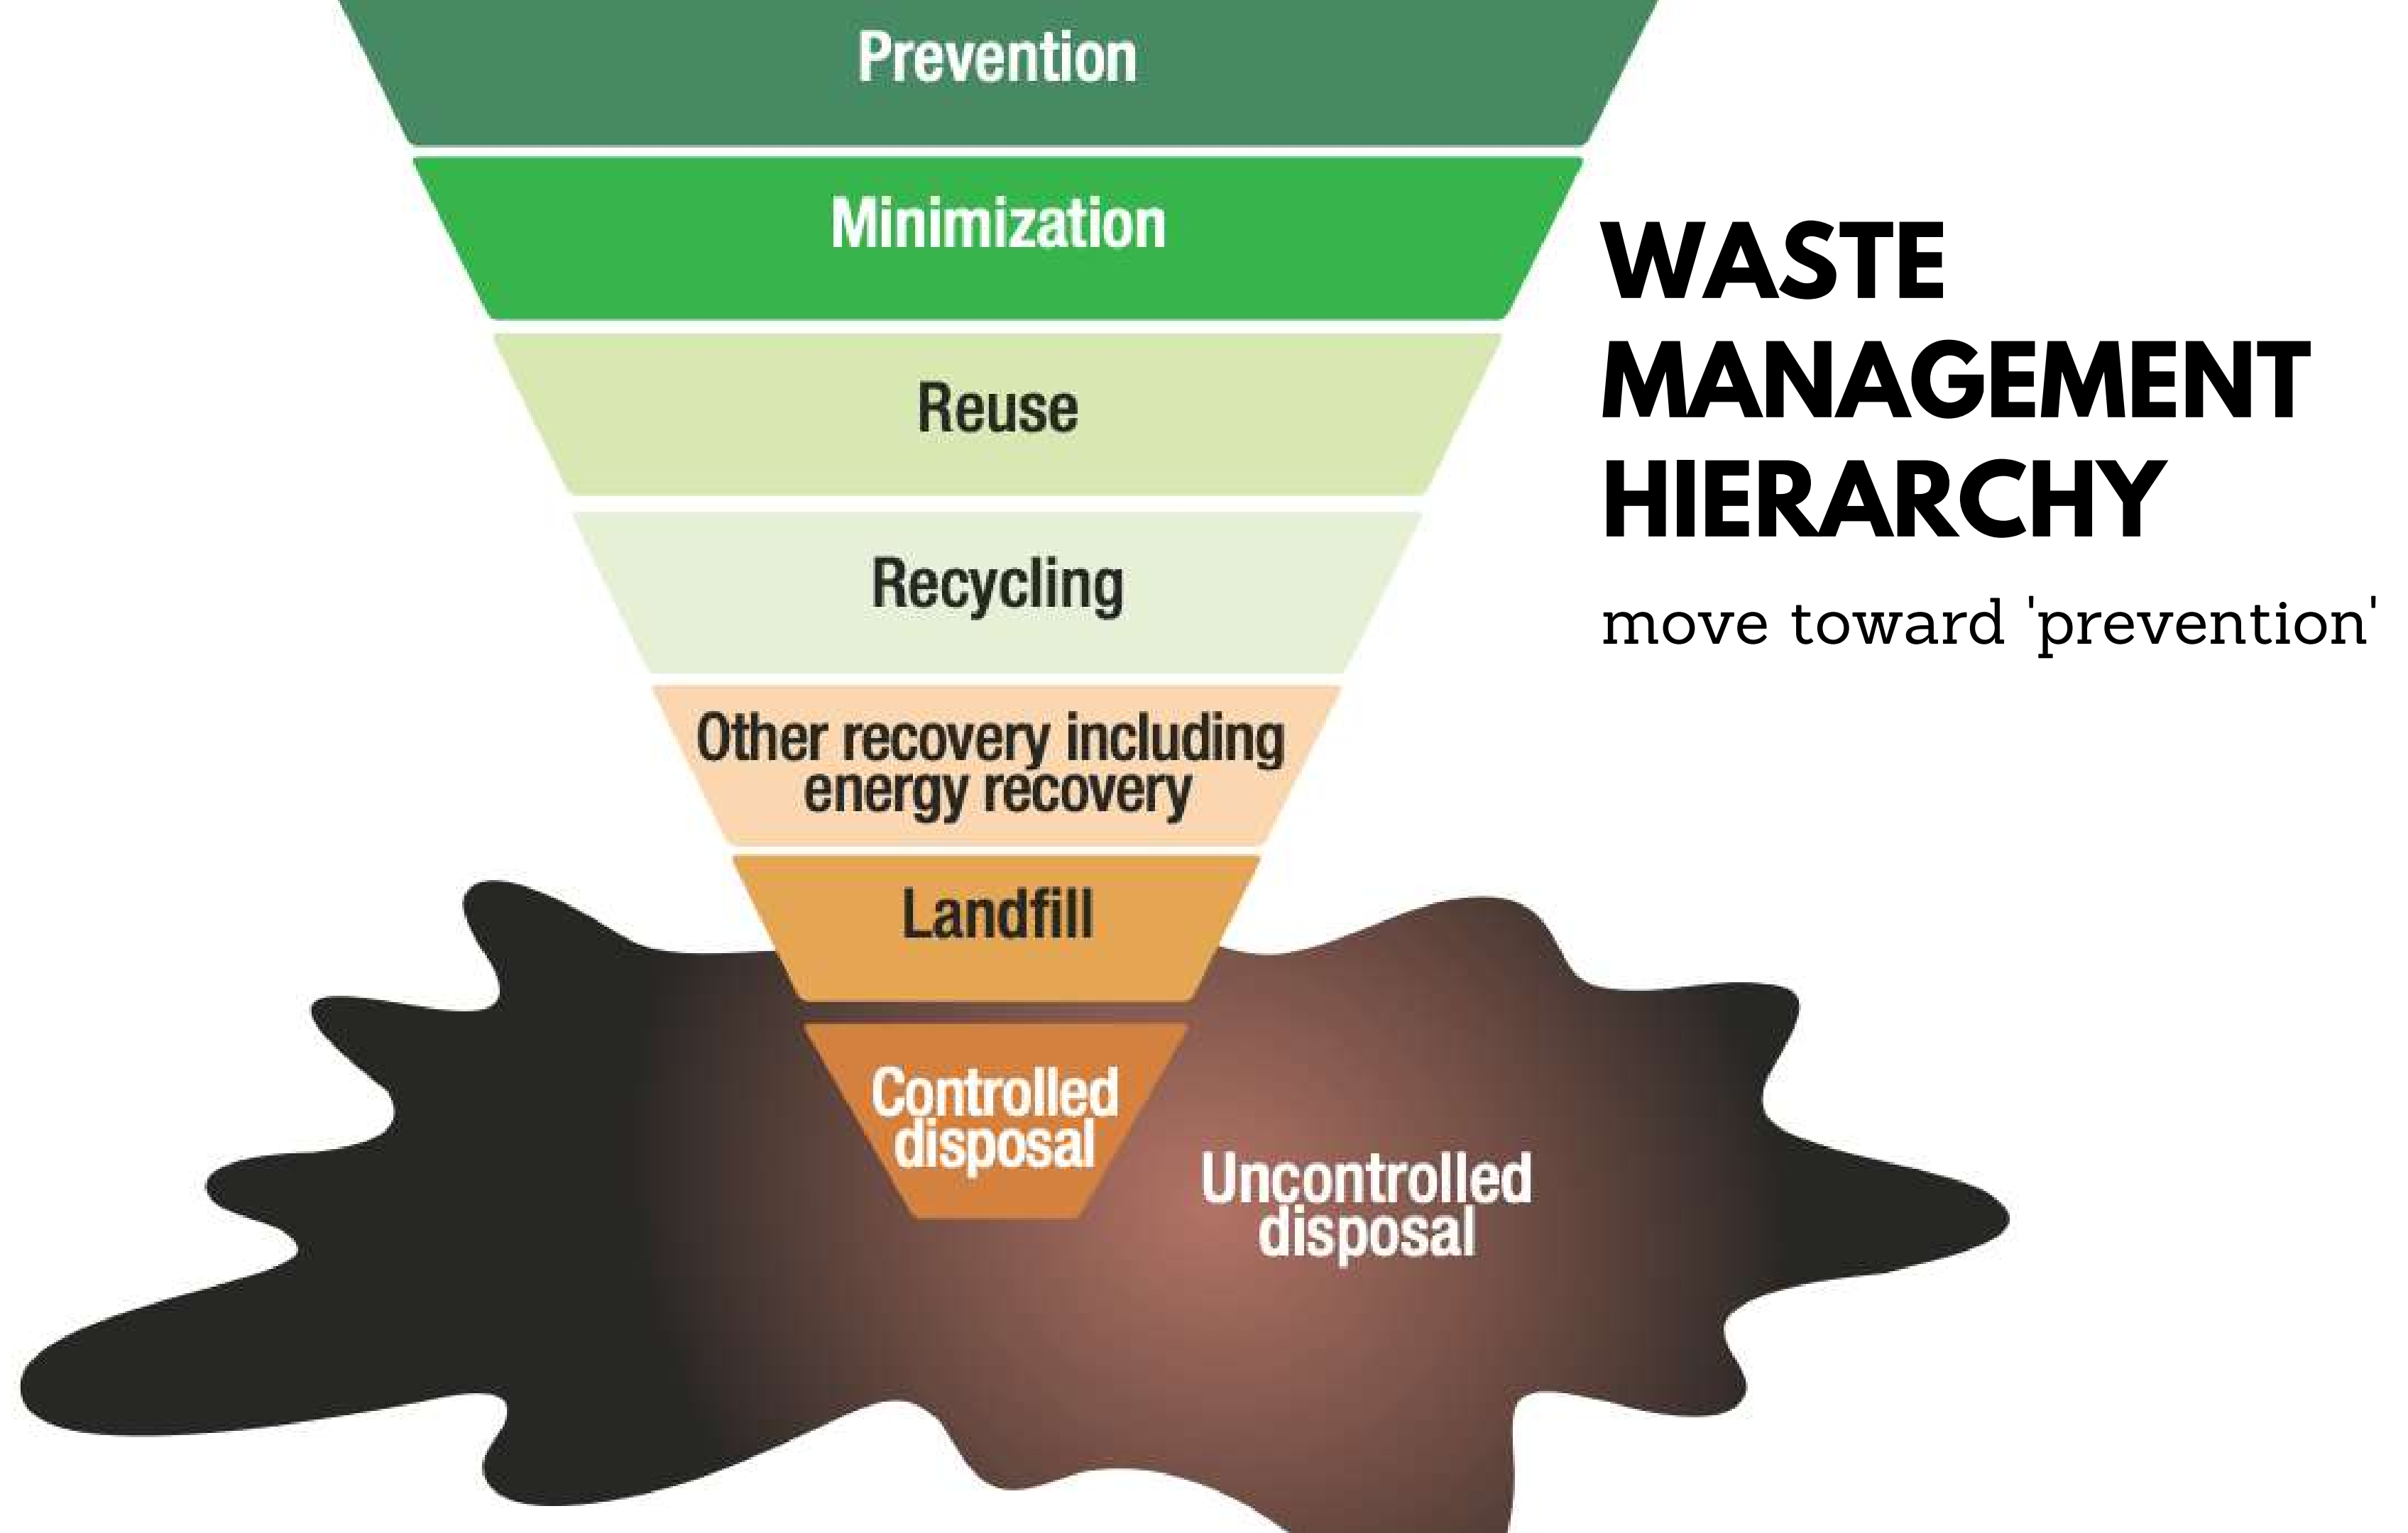 Prevention
Minimization
Reuse
Recycling
Other recovery including
energy recovery
Landfill
Controlled
disposal
Uncontrolled
disposal
WASTE
MANAGEMENT
HIERARCHY
move toward 'prevention'